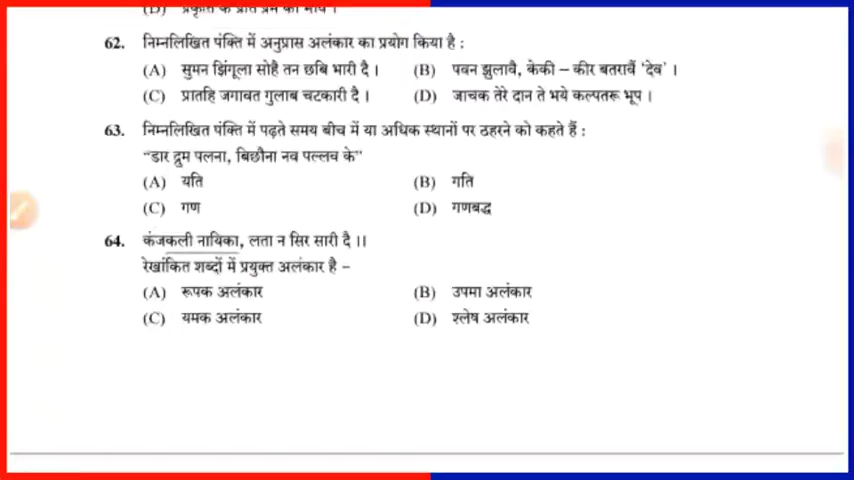 (D) प्रकृति के प्रति प्रेम का भाव ।
62. निम्नलिखित पंक्ति में अनुप्रास अलंकार का प्रयोग किया है :
(A) सुमन झिंगूला सोहै तन छबि भारी दै ।
(B) पवन झुलावै, केकी – कीर बतरावैं ‘देव’ ।
(C) प्रातहि जगावत गुलाब चटकारी दै ।
(D) जाचक तेरे दान ते भये कल्पतरू भूप ।
63. निम्नलिखित पंक्ति में पढ़ते समय बीच में या अधिक स्थानों पर ठहरने को कहते हैं :
“डार द्रुम पलना, बिछौना नव पल्लव के”
(A) यति
(B) गति
(C) गण
(D) गणबद्ध
64. कंजकली नायिका, लता न सिर सारी दै ।।
रेखांकित शब्दों में प्रयुक्त अलंकार है –
(A) रूपक अलंकार
(B) उपमा अलंकार
(C) यमक अलंकार
(D) श्लेष अलंकार